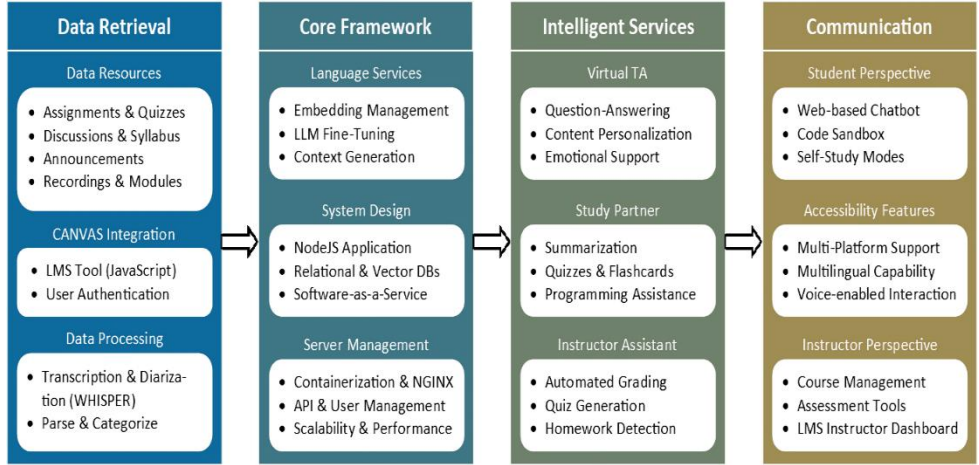 Data Retrieval
Data Resources
• Assignments & Quizzes
• Discussions & Syllabus
• Announcements
• Recordings & Modules
CANVAS Integration
• LMS Tool (JavaScript)
• User Authentication
Data Processing
• Transcription & Diariza-
tion (WHISPER)
• Parse & Categorize
Core Framework
Language Services
• Embedding Management
• LLM Fine-Tuning
• Context Generation
System Design
• NodeJS Application
• Relational & Vector DBs
• Software-as-a-Service
Server Management
• Containerization & NGINX
• API & User Management
• Scalability & Performance
Intelligent Services
Virtual TA
• Question-Answering
• Content Personalization
• Emotional Support
Study Partner
• Summarization
• Quizzes & Flashcards
• Programming Assistance
Instructor Assistant
• Automated Grading
• Quiz Generation
• Homework Detection
Communication
Student Perspective
• Web-based Chatbot
• Code Sandbox
• Self-Study Modes
Accessibility Features
• Multi-Platform Support
• Multilingual Capability
• Voice-enabled Interaction
Instructor Perspective
• Course Management
• Assessment Tools
• LMS Instructor Dashboard